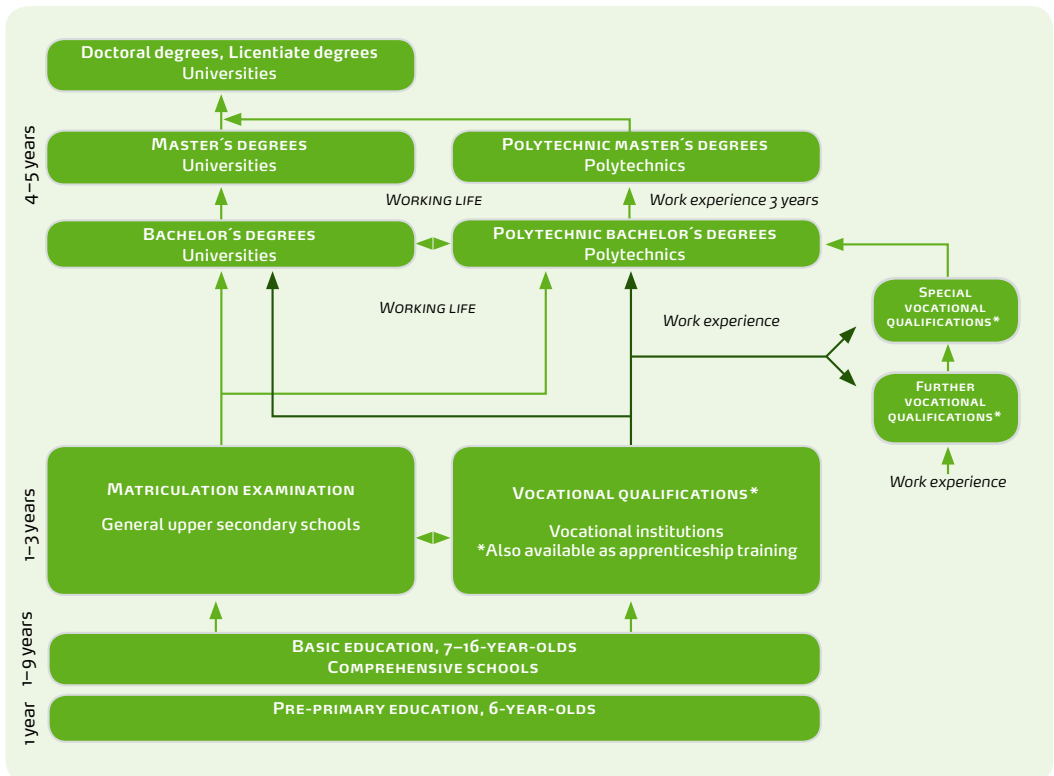 Doctoral degrees, Licentiate degrees
Universities
4–5 years
Master´s degrees
Universities
Polytechnic master´s degrees
Polytechnics
Working life
Work experience 3 years
Bachelor´s degrees
Universities
Polytechnic bachelor´s degrees
Polytechnics
Working life
Work experience
Special
vocational
qualifications*
Further
vocational
qualifications*
Work experience
1–3 years
Matriculation examination
General upper secondary schools
Vocational qualifications*
Vocational institutions
*Also available as apprenticeship training
1–9 years
Basic education, 7–16-year-olds
Comprehensive schools
1 year
Pre-primary education, 6-year-olds